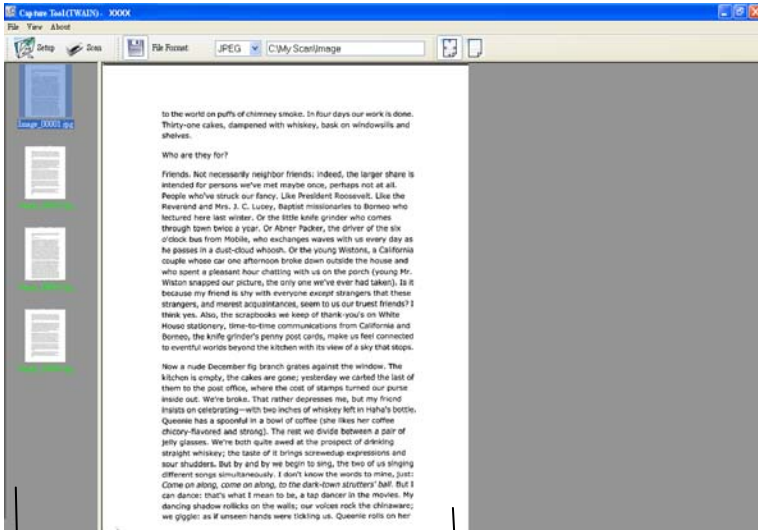 Capture Tool (TWAIN) - XXXX
File View About
Setup Scan File Format JPEG C:\My Scan\Image
Image_00001.jpg
to the world on puffs of chimney smoke. In four days our work is done.
Thirty-one cakes, dampened with whiskey, bask on windowsills and
shelves.
Who are they for?
Friends. Not necessarily neighbor friends: indeed, the larger share is
intended for persons we've met maybe once, perhaps not at all.
People who've struck our fancy. Like President Roosevelt. Like the
Reverend and Mrs. J. C. Lucey, Baptist missionaries to Borneo who
lectured here last winter. Or the little knife grinder who comes
through town twice a year. Or Abner Packer, the driver of the six
o'clock bus from Mobile, who exchanges waves with us every day as
he passes in a dust-cloud whoosh. Or the young Wistons, a California
couple whose car one afternoon broke down outside the house and
who spent a pleasant hour chatting with us on the porch (young Mr.
Wiston snapped our picture, the only one we've ever had taken). Is it
because my friend is shy with everyone except strangers that these
strangers, and merest acquaintances, seem to us our truest friends? I
think yes. Also, the scrapbooks we keep of thank-you's on White
House stationery, time-to-time communications from California and
Borneo, the knife grinder's penny post cards, make us feel connected
to eventful worlds beyond the kitchen with its view of a sky that stops.
Now a nude December fig branch grates against the window. The
kitchen is empty, the cakes are gone; yesterday we carted the last of
them to the post office, where the cost of stamps turned our purse
inside out. We're broke. That rather depresses me, but my friend
insists on celebrating—with two inches of whiskey left in Haha's bottle.
Queenie has a spoonful in a bowl of coffee (she likes her coffee
chicory-flavored and strong). The rest we divide between a pair of
jelly glasses. We're both quite awed at the prospect of drinking
straight whiskey; the taste of it brings screwedup expressions and
sour shudders. But by and by we begin to sing, the two of us singing
different songs simultaneously. I don't know the words to mine, just:
Come on along, come on along, to the dark-town strutters' ball. But I
can dance: that's what I mean to be, a tap dancer in the movies. My
dancing shadow rollicks on the walls; our voices rock the chinaware;
we giggle: as if unseen hands were tickling us. Queenie rolls on her